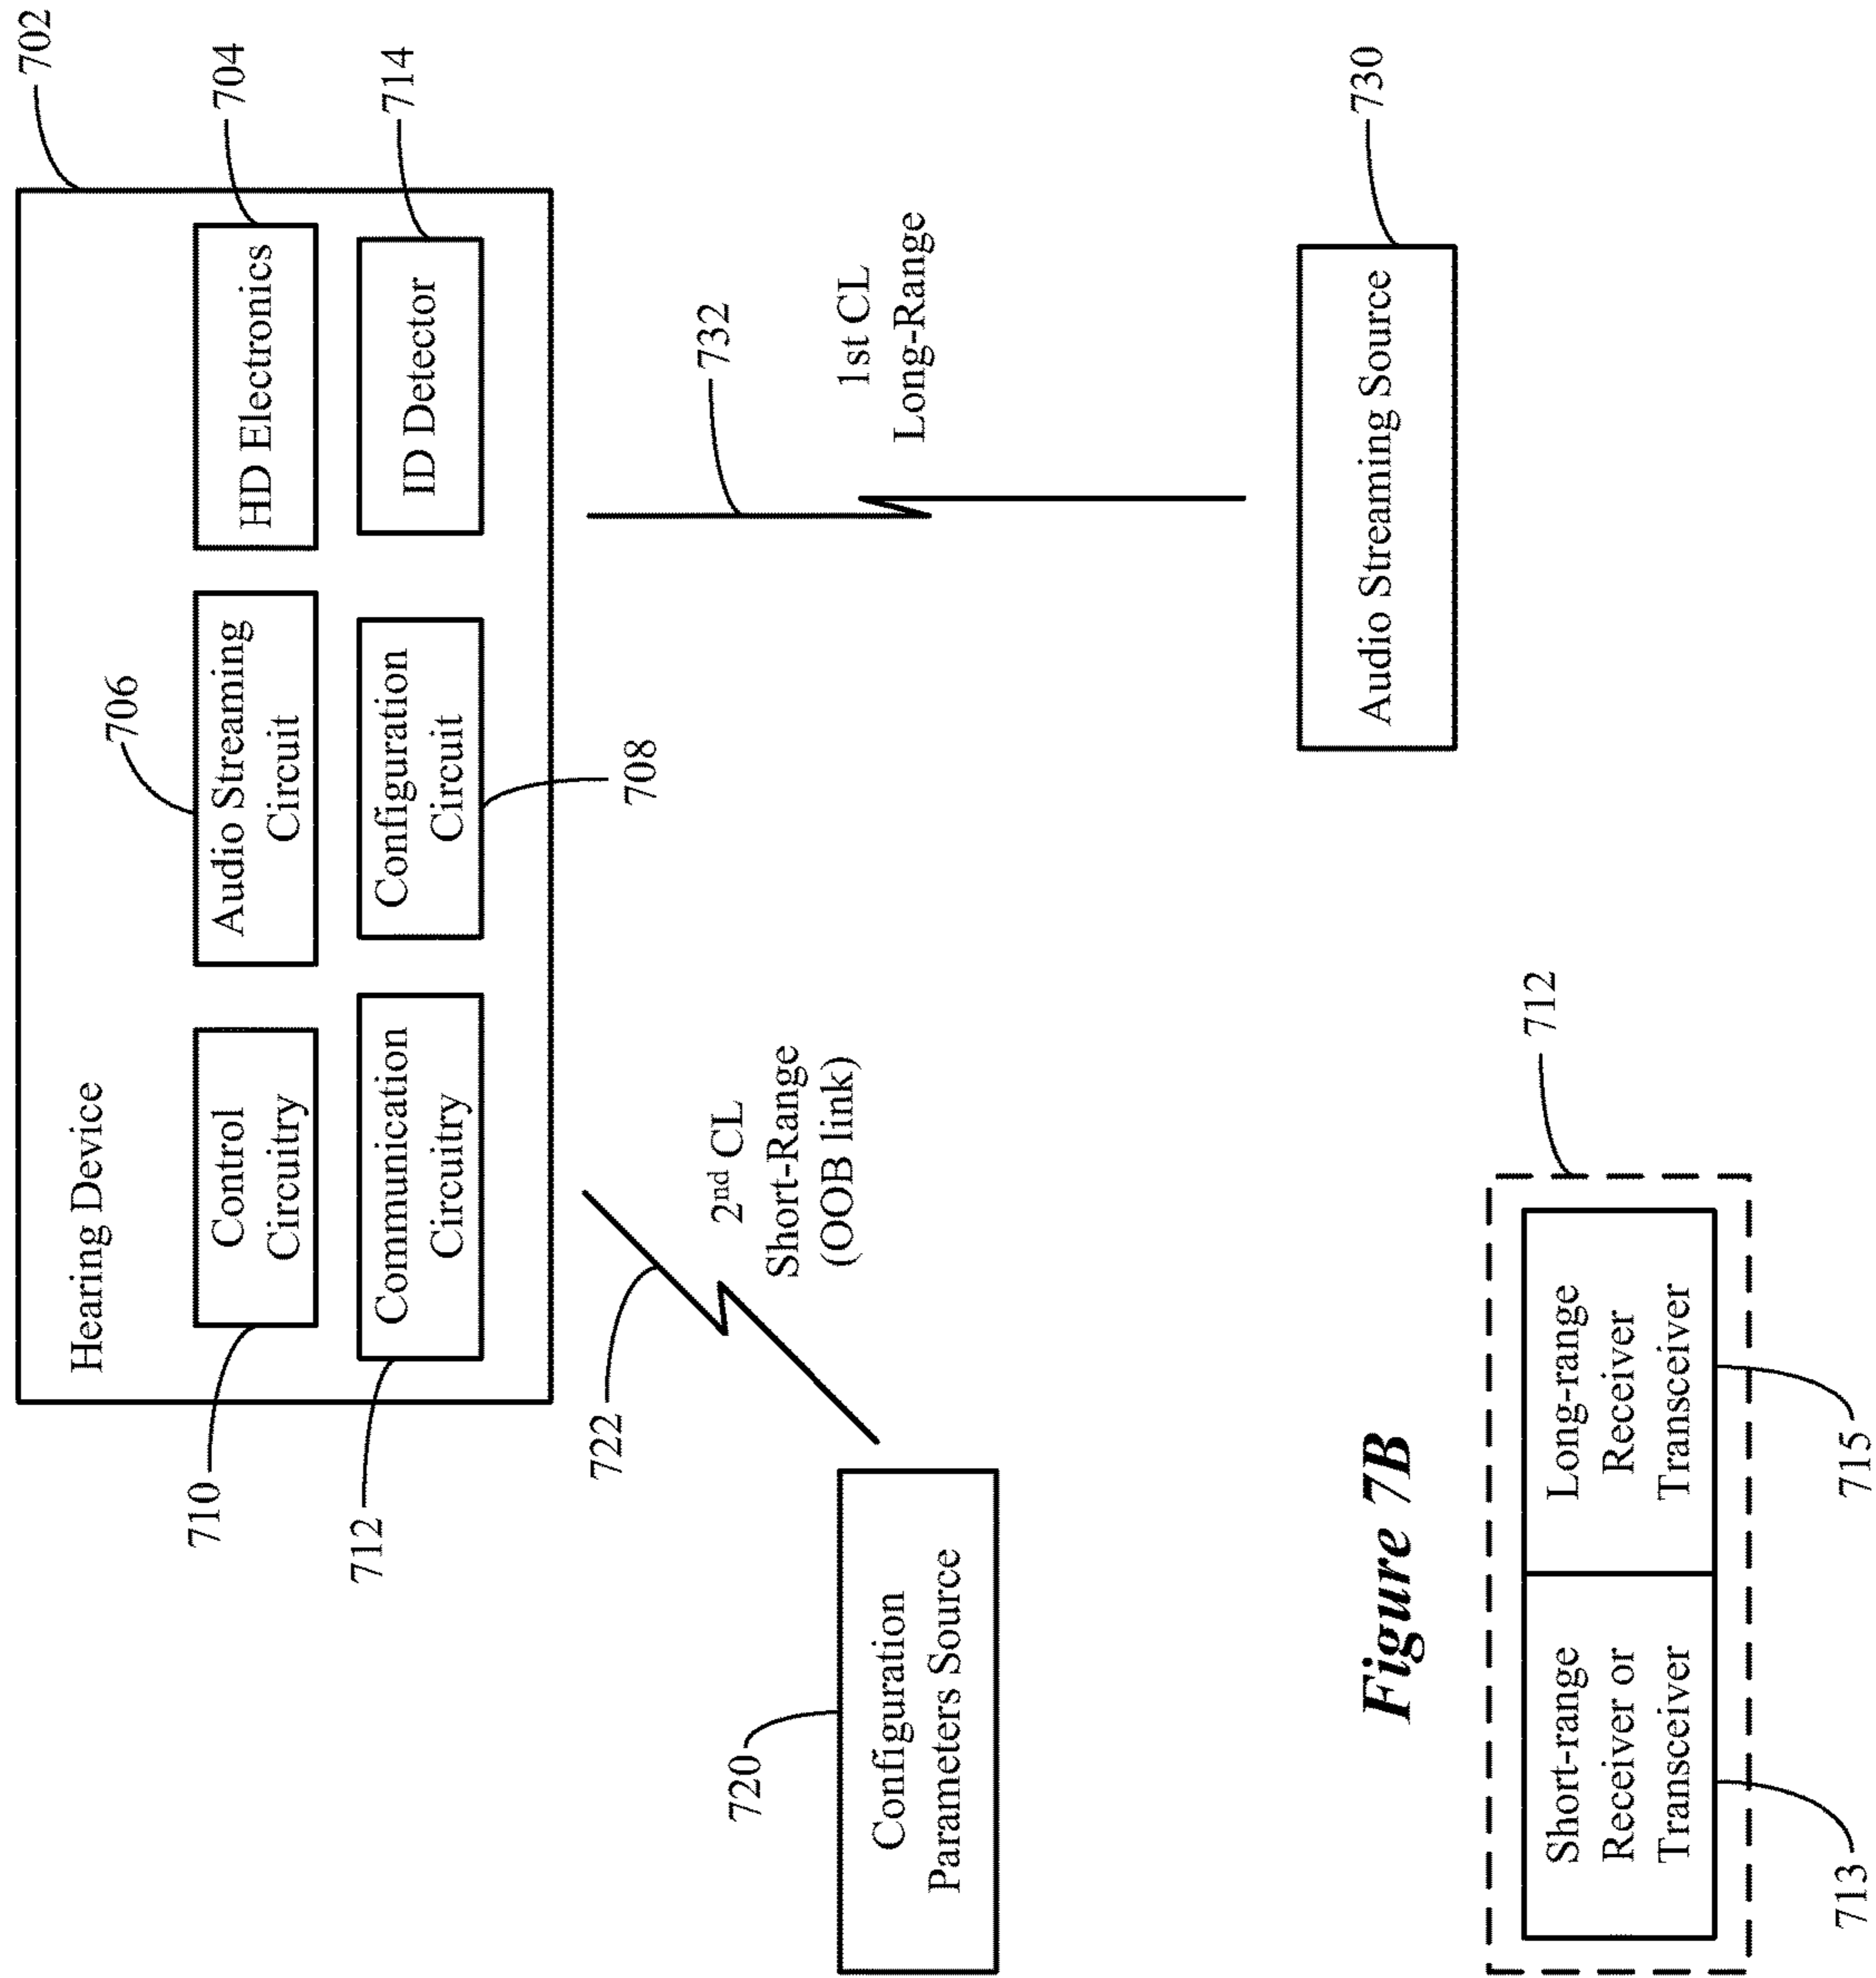 702
Hearing Device
710
Control
Circuitry
706
Audio Streaming
Circuit
HD Electronics
704
712
Communication
Circuitry
Configuration
Circuit
708
ID Detector
714
722
2nd CL
Short-Range
(OOB link)
732
1st CL
Long-Range
720
Configuration
Parameters Source
Audio Streaming Source
730
Figure 7B
712
Short-range
Receiver or
Transceiver
Long-range
Receiver
Transceiver
713
715